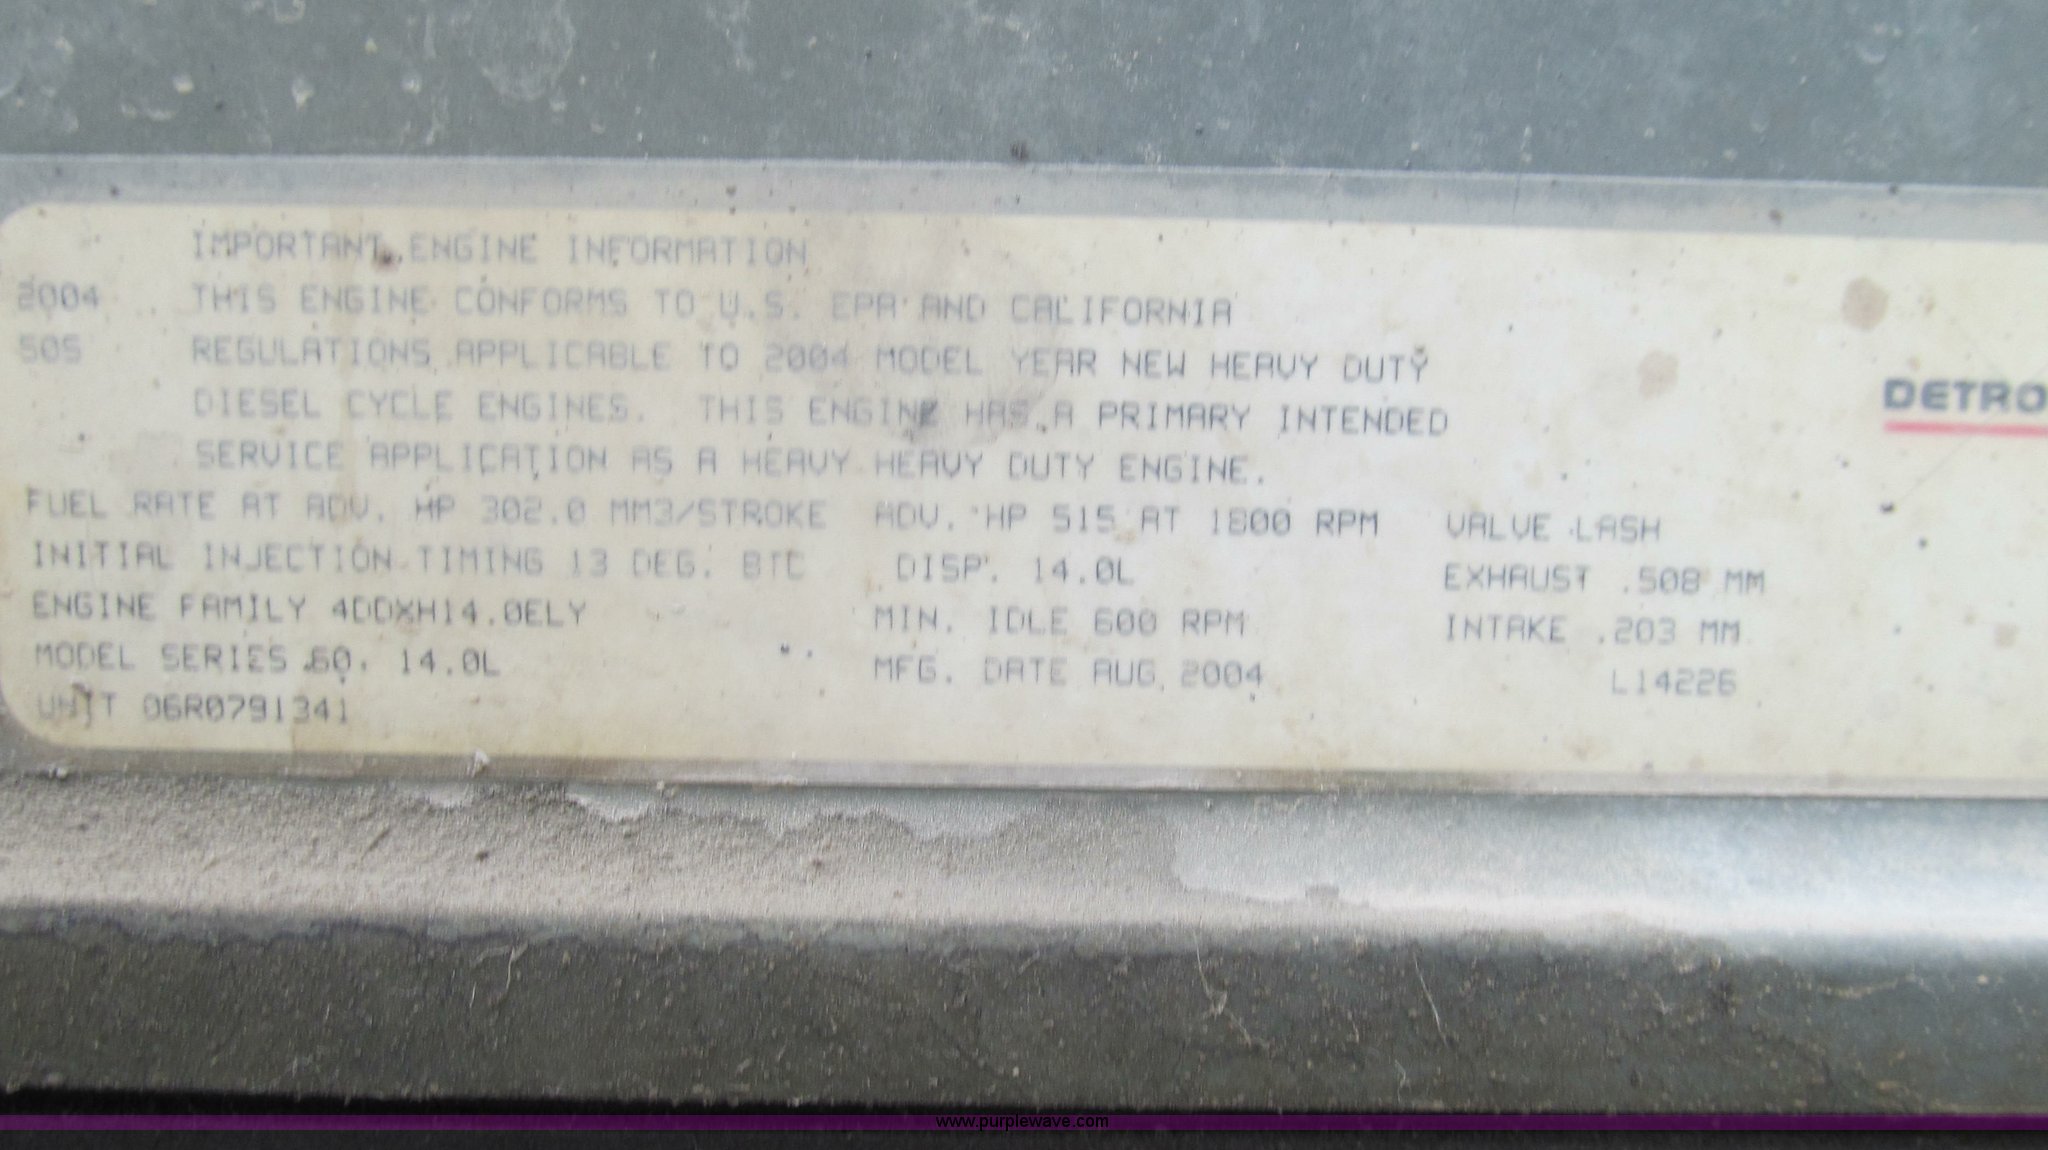 IMPORTANT ENGINE INFORMATION
2004 THIS ENGINE CONFORMS TO U.S. EPA AND CALIFORNIA
505 REGULATIONS APPLICABLE TO 2004 MODEL YEAR NEW HEAVY DUTY
DIESEL CYCLE ENGINES. THIS ENGINE HAS A PRIMARY INTENDED
SERVICE APPLICATION AS A HEAVY HEAVY DUTY ENGINE.
DETRO
FUEL RATE AT ADV. HP 302.0 MM3/STROKE ADV. HP 515 AT 1800 RPM VALVE LASH
INITIAL INJECTION TIMING 13 DEG. BTC DISP. 14.0L EXHAUST .508 MM
ENGINE FAMILY 4DDXH14.0ELY MIN. IDLE 600 RPM INTAKE .203 MM
MODEL SERIES 60, 14.0L MFG. DATE AUG 2004 L14226
UNIT 06R0791341
www.purplewave.com